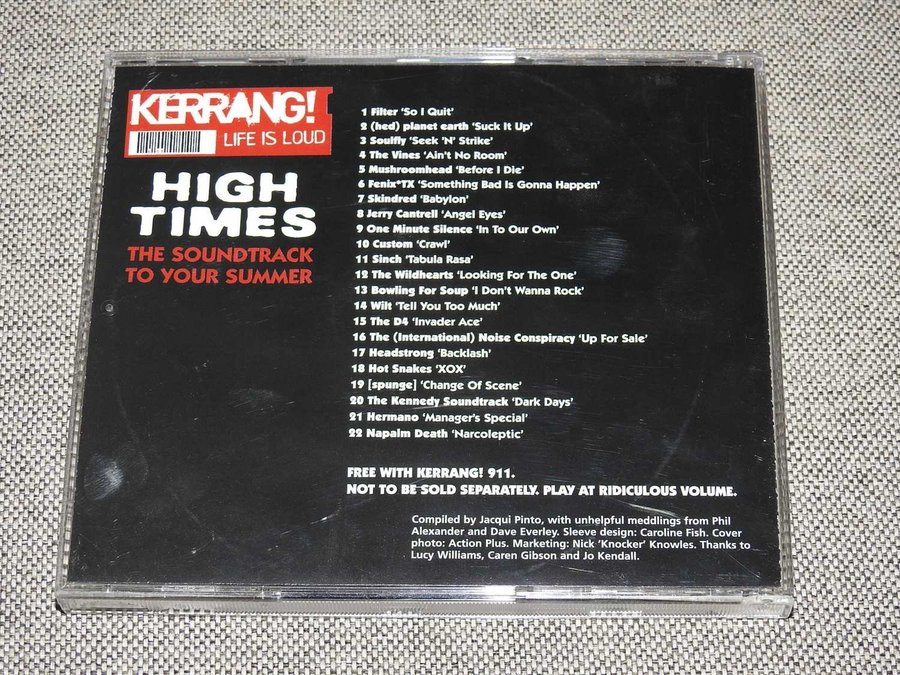 KERRANG!
LIFE IS LOUD
HIGH
TIMES
THE SOUNDTRACK
TO YOUR SUMMER
1 Filter ‘So I Quit’
2 (hed) planet earth ‘Suck It Up’
3 Soulfly ‘Seek ‘N’ Strike’
4 The Vines ‘Ain’t No Room’
5 Mushroomhead ‘Before I Die’
6 Fenix*TX ‘Something Bad Is Gonna Happen’
7 Skindred ‘Babylon’
8 Jerry Cantrell ‘Angel Eyes’
9 One Minute Silence ‘In To Our Own’
10 Custom ‘Crawl’
11 Sinch ‘Tabula Rasa’
12 The Wildhearts ‘Looking For The One’
13 Bowling For Soup ‘I Don’t Wanna Rock’
14 Wilt ‘Tell You Too Much’
15 The D4 ‘Invader Ace’
16 The (International) Noise Conspiracy ‘Up For Sale’
17 Headstrong ‘Backlash’
18 Hot Snakes ‘XOX’
19 [spunge] ‘Change Of Scene’
20 The Kennedy Soundtrack ‘Dark Days’
21 Hermano ‘Manager’s Special’
22 Napalm Death ‘Narcoleptic’
FREE WITH KERRANG! 911.
NOT TO BE SOLD SEPARATELY. PLAY AT RIDICULOUS VOLUME.
Compiled by Jacqui Pinto, with unhelpful meddlings from Phil
Alexander and Dave Everley. Sleeve design: Caroline Fish. Cover
photo: Action Plus. Marketing: Nick ‘Knocker’ Knowles. Thanks to
Lucy Williams, Caren Gibson and Jo Kendall.